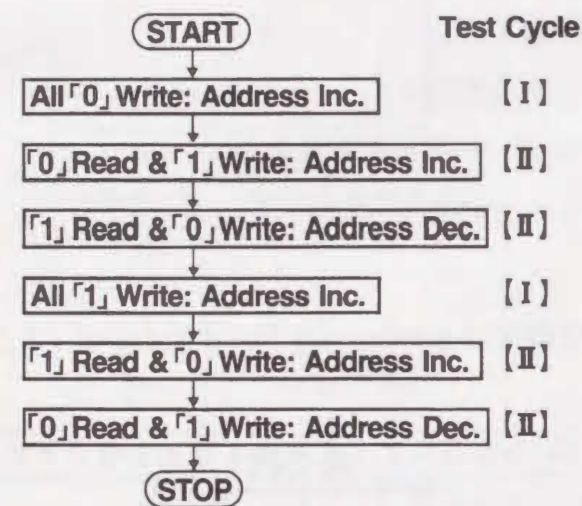 START
Test Cycle
All「0」Write: Address Inc.
【I】
「0」Read &「1」Write: Address Inc.
【II】
「1」Read &「0」Write: Address Dec.
【II】
All「1」Write: Address Inc.
【I】
「1」Read &「0」Write: Address Inc.
【II】
「0」Read &「1」Write: Address Dec.
【II】
STOP